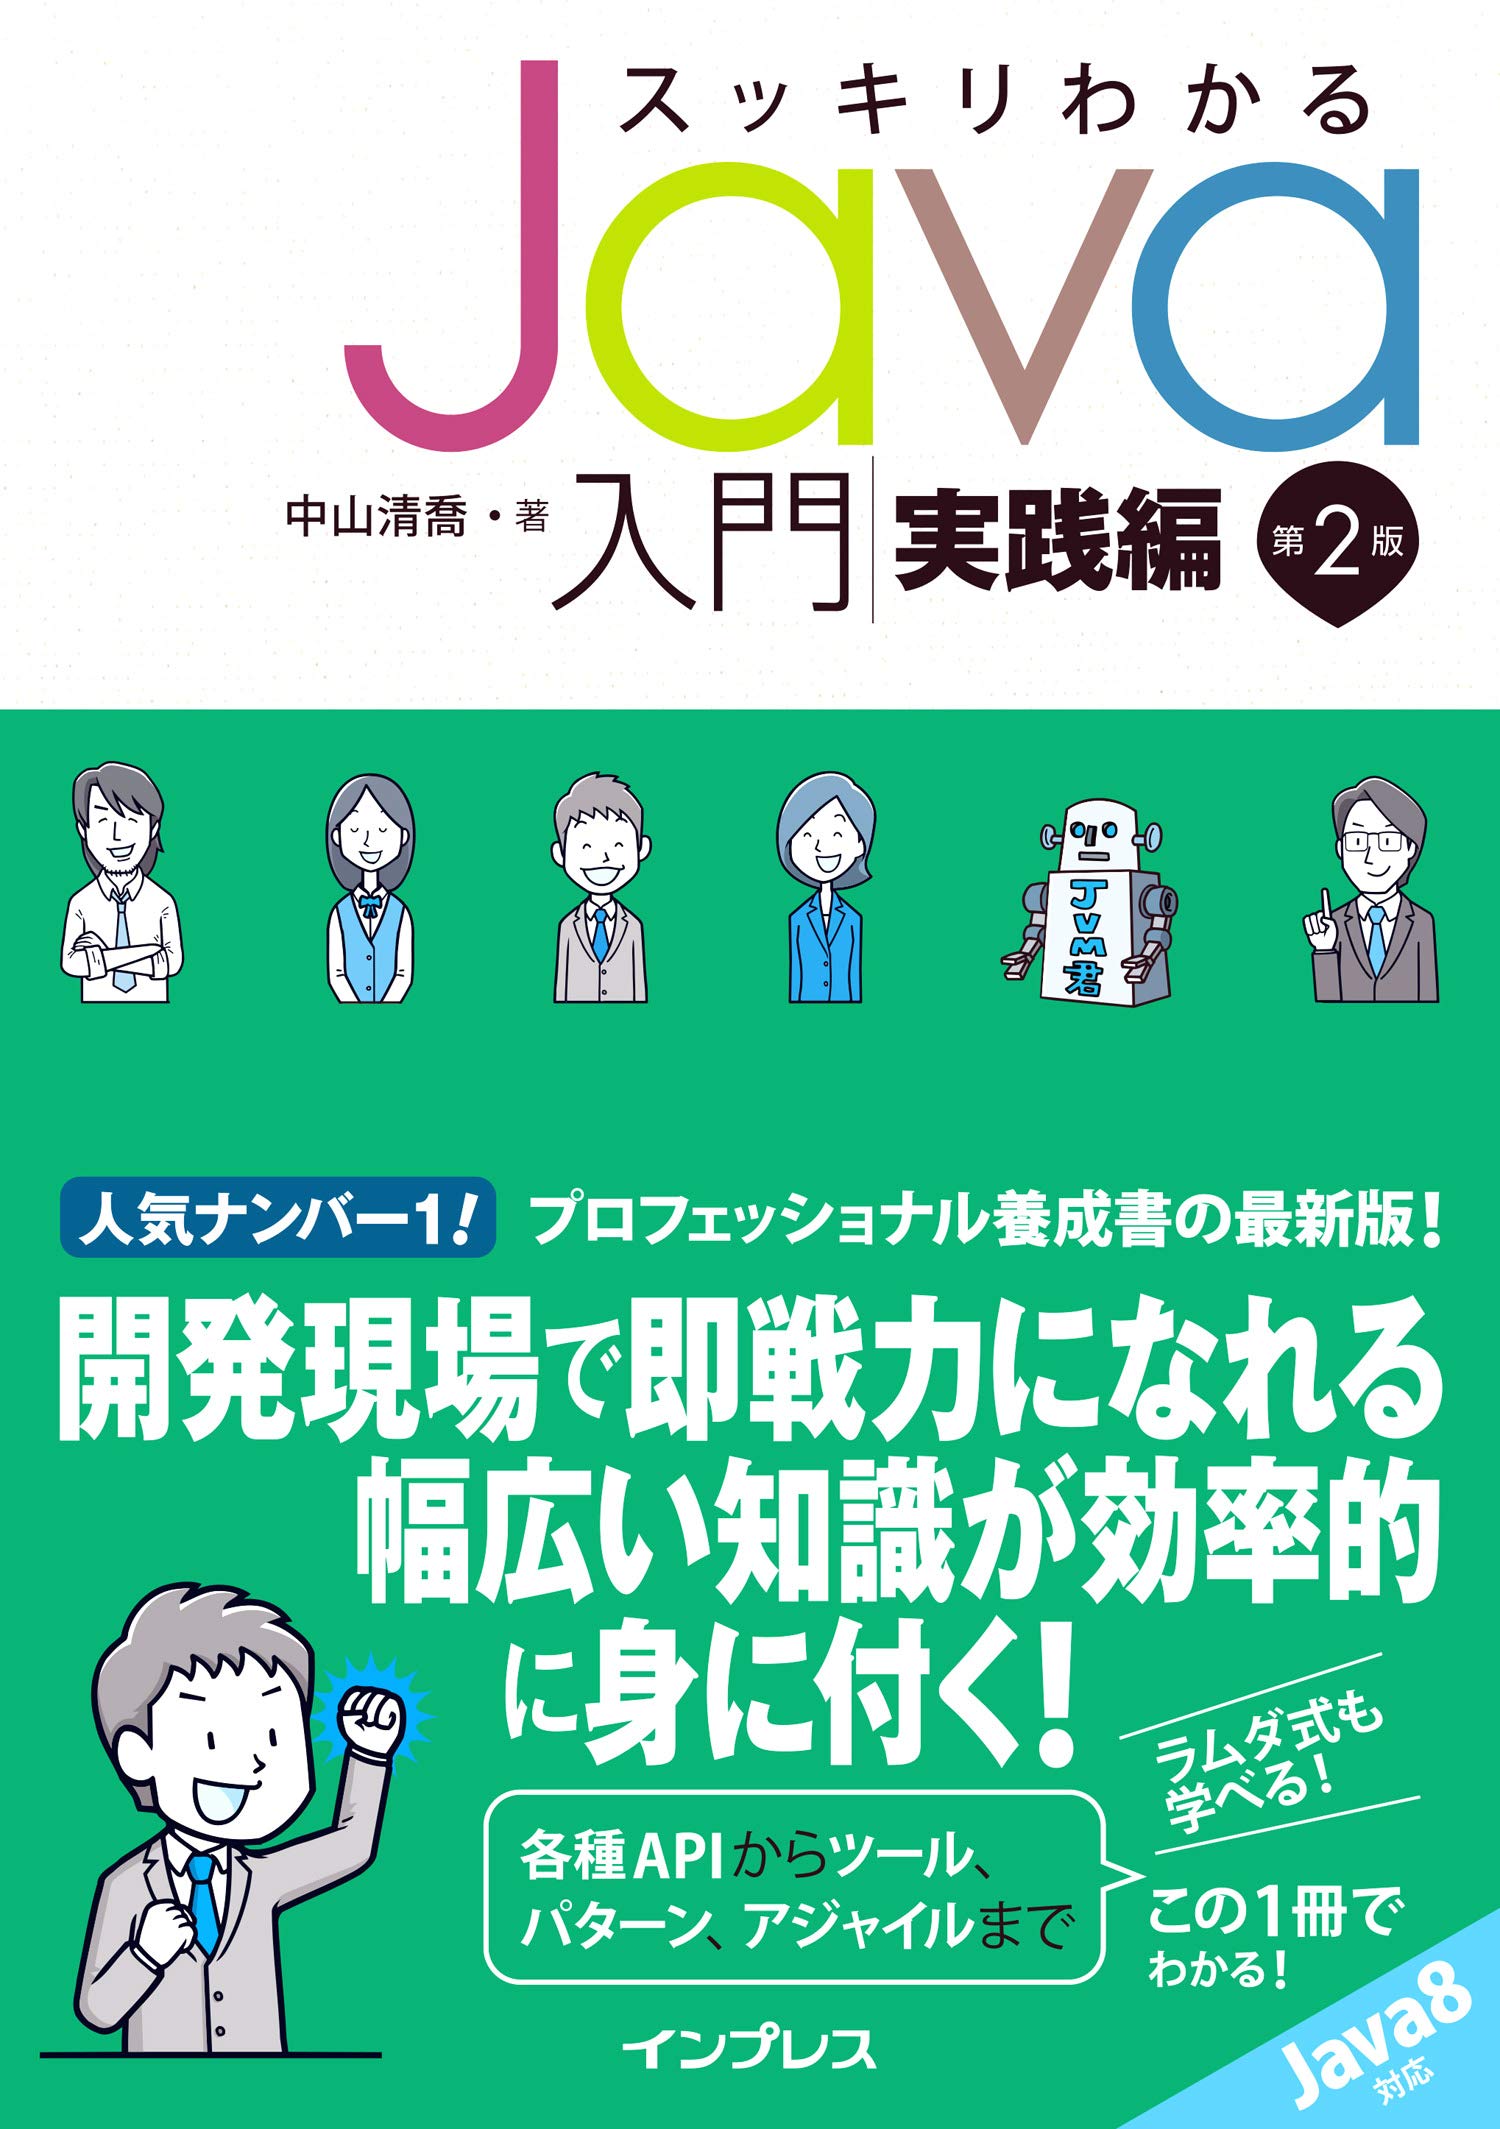 スッキリわかる
Java
中山清喬・著
入門 実践編 第2版
JVM君
人気ナンバー1! プロフェッショナル養成書の最新版!
開発現場で即戦力になれる
幅広い知識が効率的
に身に付く!
ラムダ式も
学べる!
各種APIからツール、
パターン、アジャイルまで
この1冊で
わかる!
インプレス
Java8
対応